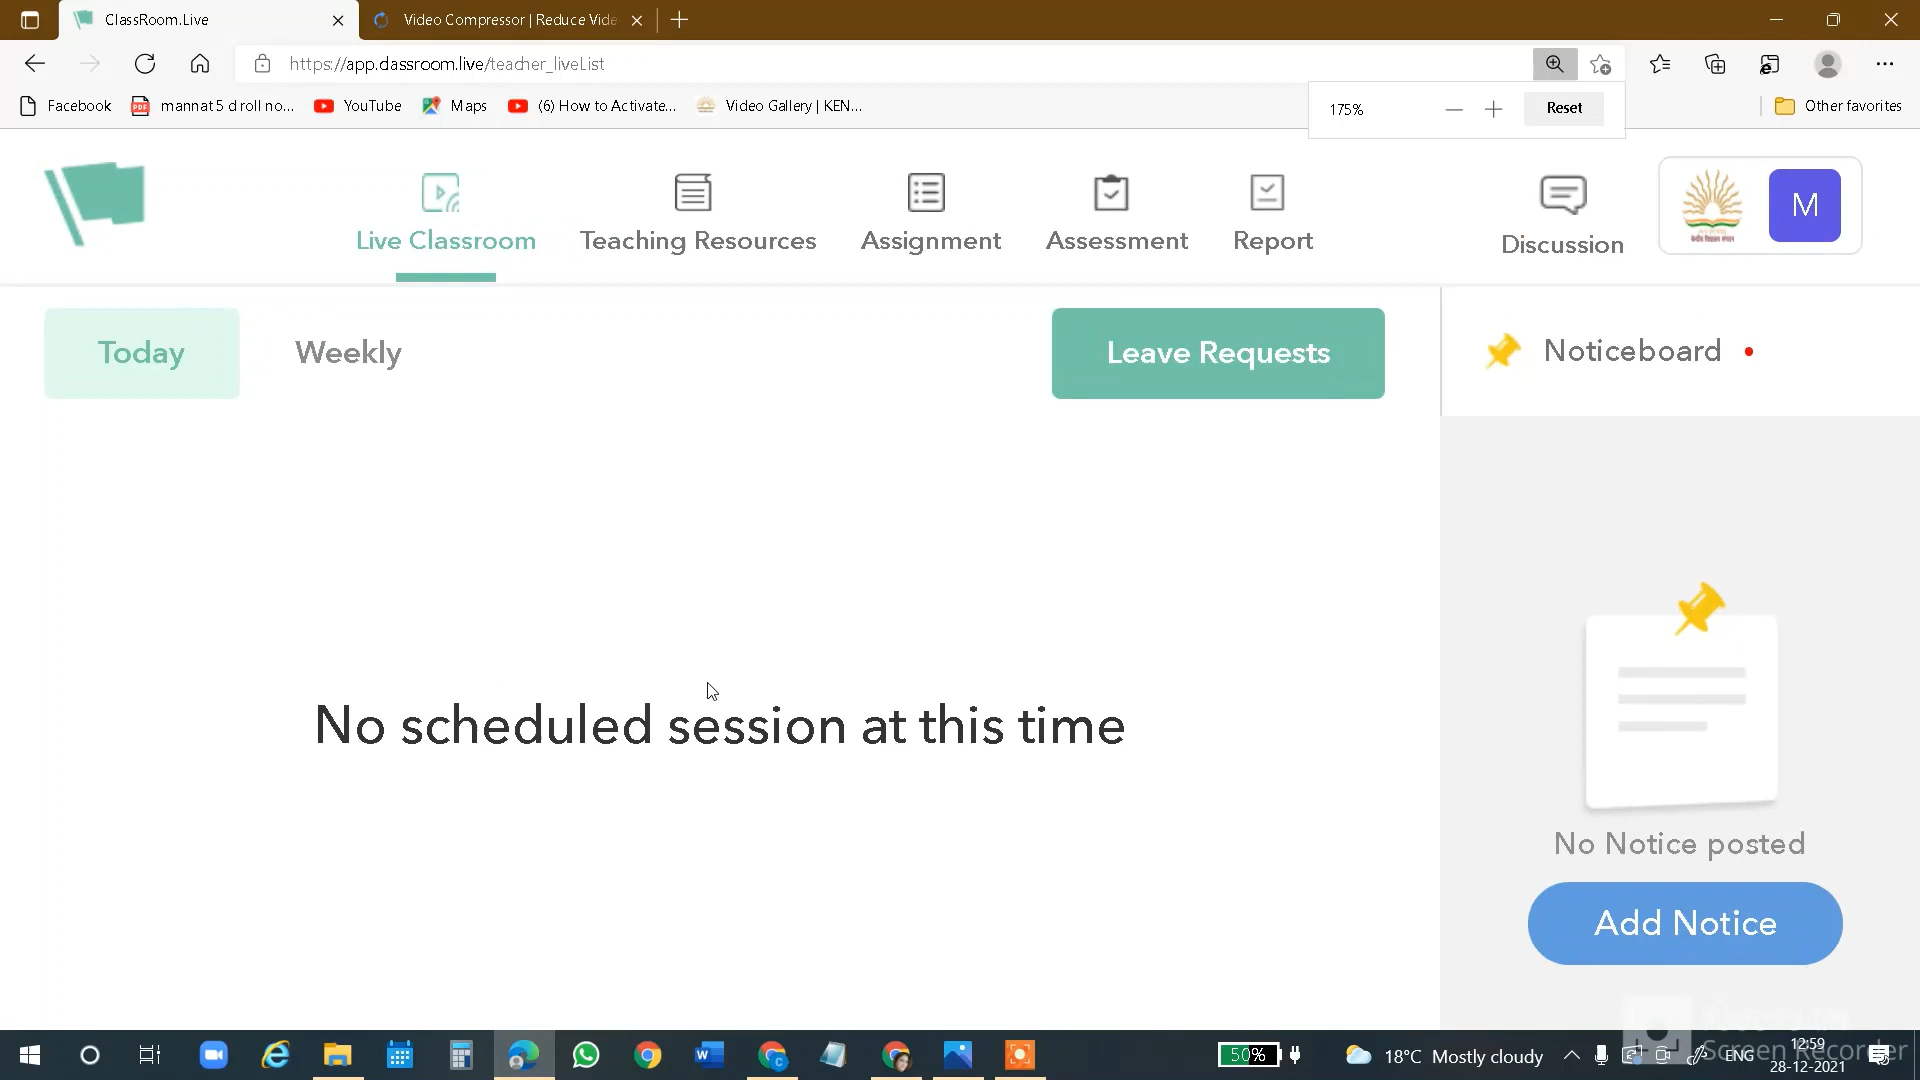 ClassRoom.Live
Video Compressor | Reduce Vide
https://app.classroom.live/teacher_liveList
Facebook
PDF
mannat 5 d roll no...
YouTube
Maps
(6) How to Activate...
Video Gallery | KEN...
175%
Reset
Other favorites
Live Classroom
Teaching Resources
Assignment
Assessment
Report
Discussion
M
Today
Weekly
Leave Requests
Noticeboard
No scheduled session at this time
No Notice posted
Add Notice
50%
18°C Mostly cloudy
ENG
12:59
28-12-2021
Screen Recorder